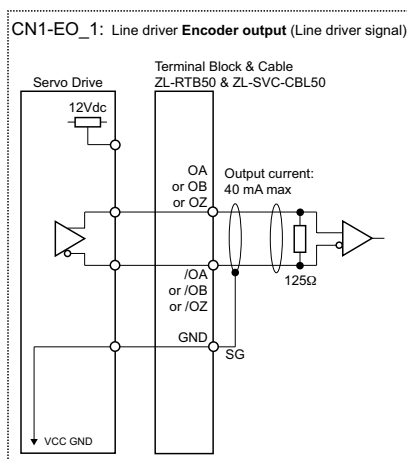 CN1-EO_1: Line driver Encoder output (Line driver signal)
Terminal Block & Cable
ZL-RTB50 & ZL-SVC-CBL50
Servo Drive
12Vdc
OA
or OB
or OZ
Output current:
40 mA max
/OA
or /OB
or /OZ
125Ω
GND
SG
VCC GND